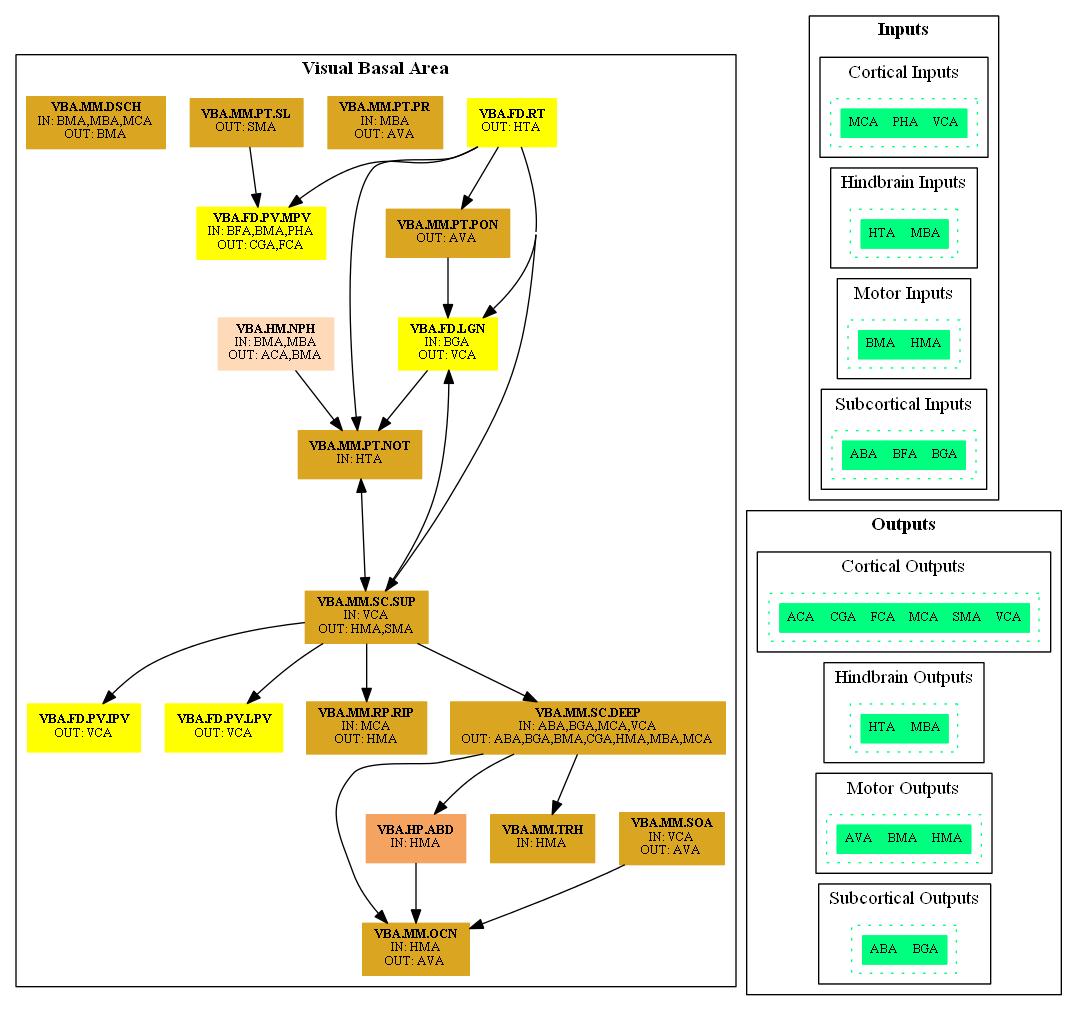 Visual Basal Area
VBA.MM.DSCH
IN: BMA,MBA,MCA
OUT: BMA
VBA.MM.PT.SL
OUT: SMA
VBA.MM.PT.PR
IN: MBA
OUT: AVA
VBA.FD.RT
OUT: HTA
VBA.FD.PV.MPV
IN: BFA,BMA,PHA
OUT: CGA,FCA
VBA.MM.PT.PON
OUT: AVA
VBA.HM.NPH
IN: BMA,MBA
OUT: ACA,BMA
VBA.FD.LGN
IN: BGA
OUT: VCA
VBA.MM.PT.NOT
IN: HTA
VBA.MM.SC.SUP
IN: VCA
OUT: HMA,SMA
VBA.FD.PV.IPV
OUT: VCA
VBA.FD.PV.LPV
OUT: VCA
VBA.MM.RP.RIP
IN: MCA
OUT: HMA
VBA.MM.SC.DEEP
IN: ABA,BGA,MCA,VCA
OUT: ABA,BGA,BMA,CGA,HMA,MBA,MCA
VBA.HP.ABD
IN: HMA
VBA.MM.TRH
IN: HMA
VBA.MM.SOA
IN: VCA
OUT: AVA
VBA.MM.OCN
IN: HMA
OUT: AVA
Inputs
Cortical Inputs
MCA PHA VCA
Hindbrain Inputs
HTA MBA
Motor Inputs
BMA HMA
Subcortical Inputs
ABA BFA BGA
Outputs
Cortical Outputs
ACA CGA FCA MCA SMA VCA
Hindbrain Outputs
HTA MBA
Motor Outputs
AVA BMA HMA
Subcortical Outputs
ABA BGA